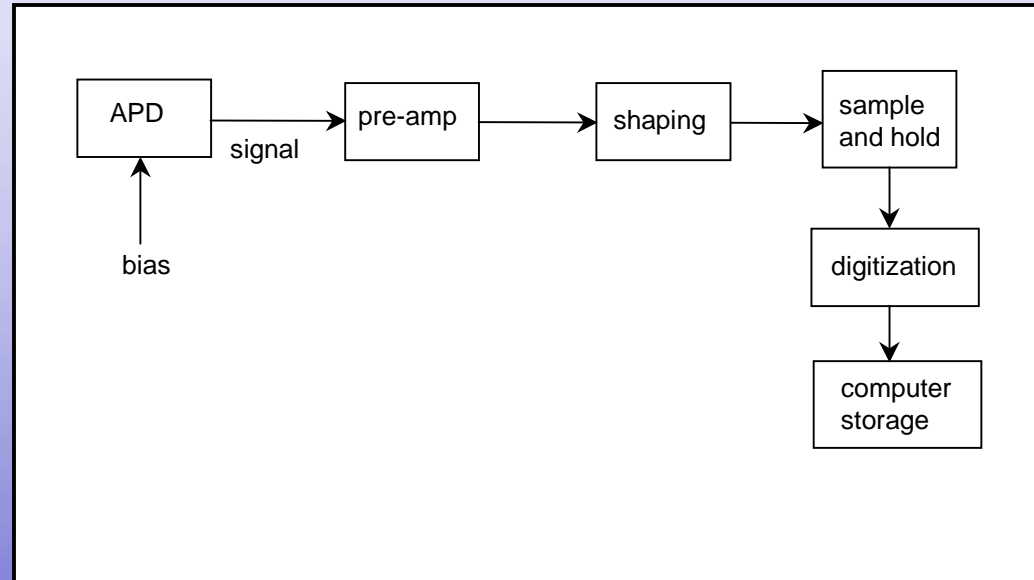 APD
signal
bias
pre-amp
shaping
sample
and hold
digitization
computer
storage